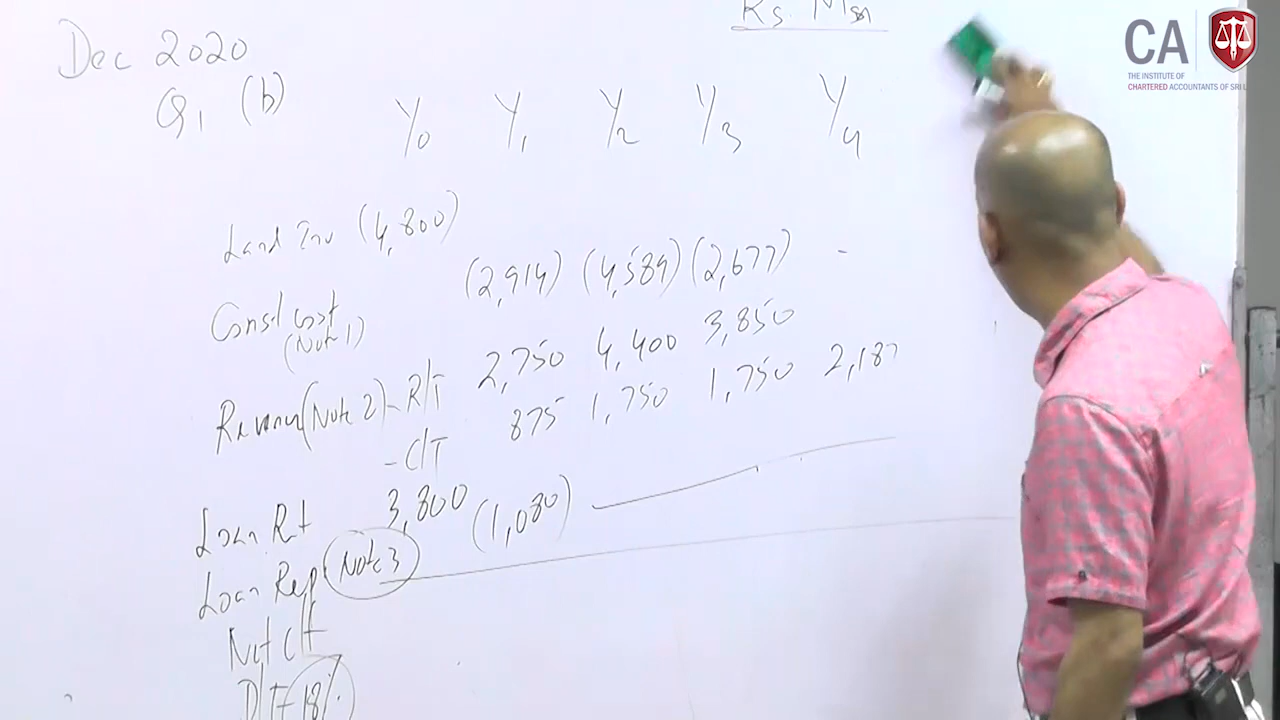 Rs. Mn
CA
THE INSTITUTE OF
CHARTERED ACCOUNTANTS OF SRI L
Dec 2020
Q1 (b)
Y0 Y1 Y2 Y3 Y4
Land Inv (4,800)
Const cost (2,914) (4,589) (2,677) -
(Note 1)
Revenue (Note 2) - R/T 2,750 4,400 3,850
- C/T 875 1,750 1,750 2,187
Loan Rt 3,800
Loan Rep (Note 3) (1,080)
Net C/f
D/F 18%